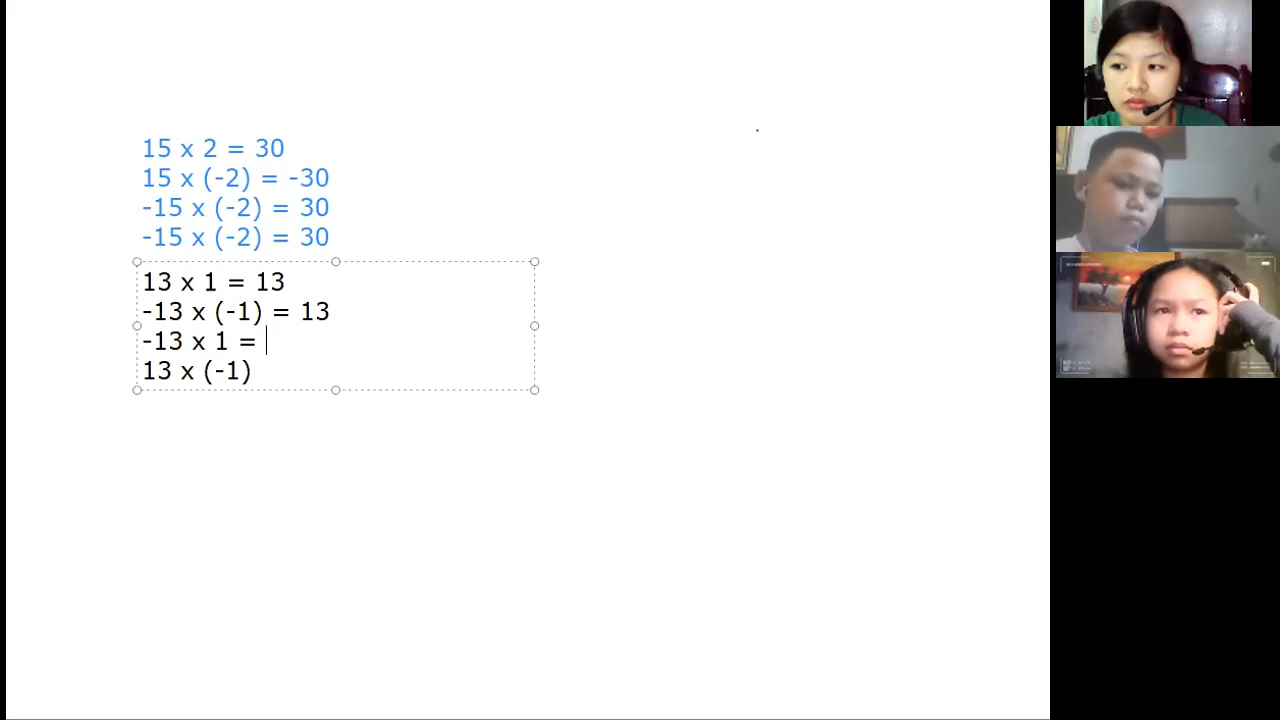 15 x 2 = 30
15 x (-2) = -30
-15 x (-2) = 30
-15 x (-2) = 30
13 x 1 = 13
-13 x (-1) = 13
-13 x 1 =
13 x (-1)